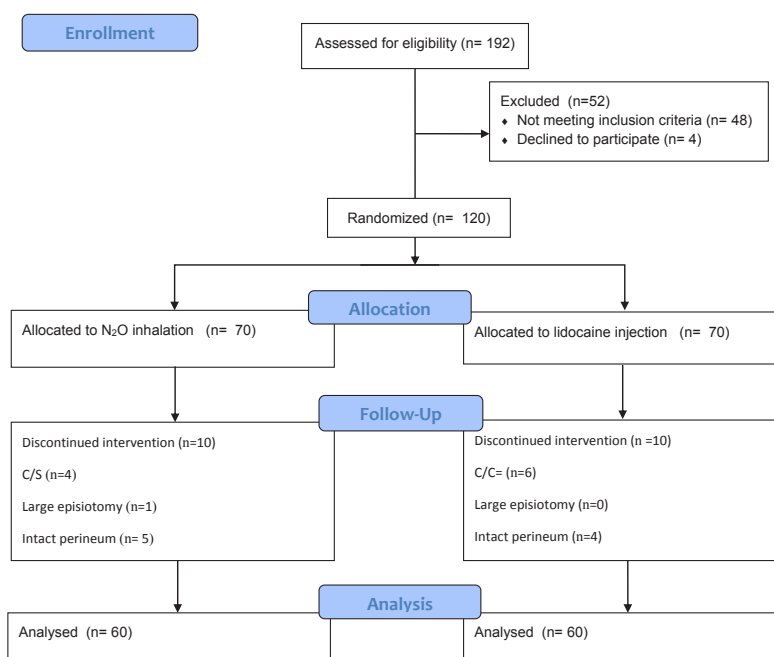 Enrollment
Assessed for eligibility (n= 192)
Excluded (n=52)
♦ Not meeting inclusion criteria (n= 48)
♦ Declined to participate (n= 4)
Randomized (n= 120)
Allocation
Allocated to N₂O inhalation (n= 70)
Allocated to lidocaine injection (n= 70)
Follow-Up
Discontinued intervention (n=10)
C/S (n=4)
Large episiotomy (n=1)
Intact perineum (n= 5)
Discontinued intervention (n =10)
C/C= (n=6)
Large episiotomy (n=0)
Intact perineum (n=4)
Analysis
Analysed (n= 60)
Analysed (n= 60)